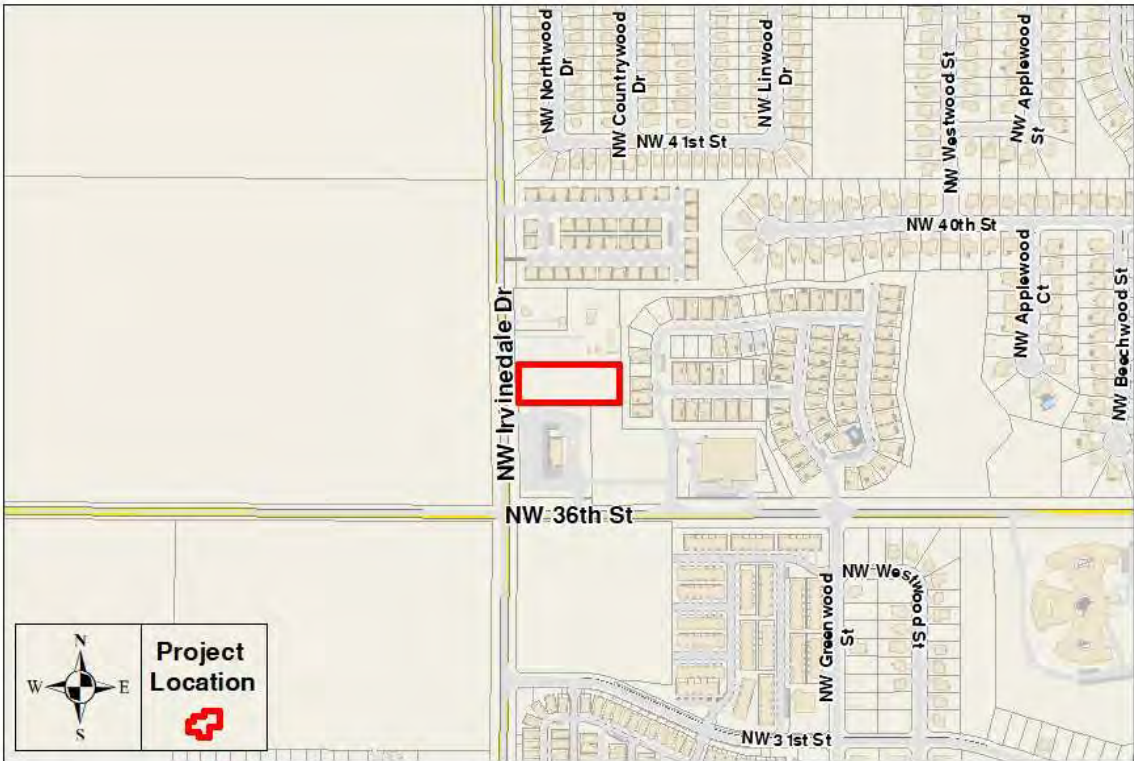 NW Northwood
Dr
NW Countrywood
Dr
NW Linwood
Dr
NW 41st St
NW Westwood St
NW Applewood
St
NW 40th St
NW Applewood
Ct
NW Beechwood St
NW Irvinedale Dr
NW 36th St
NW Westwood St
NW Greenwood
St
NW 31st St
N
W
E
S
Project
Location